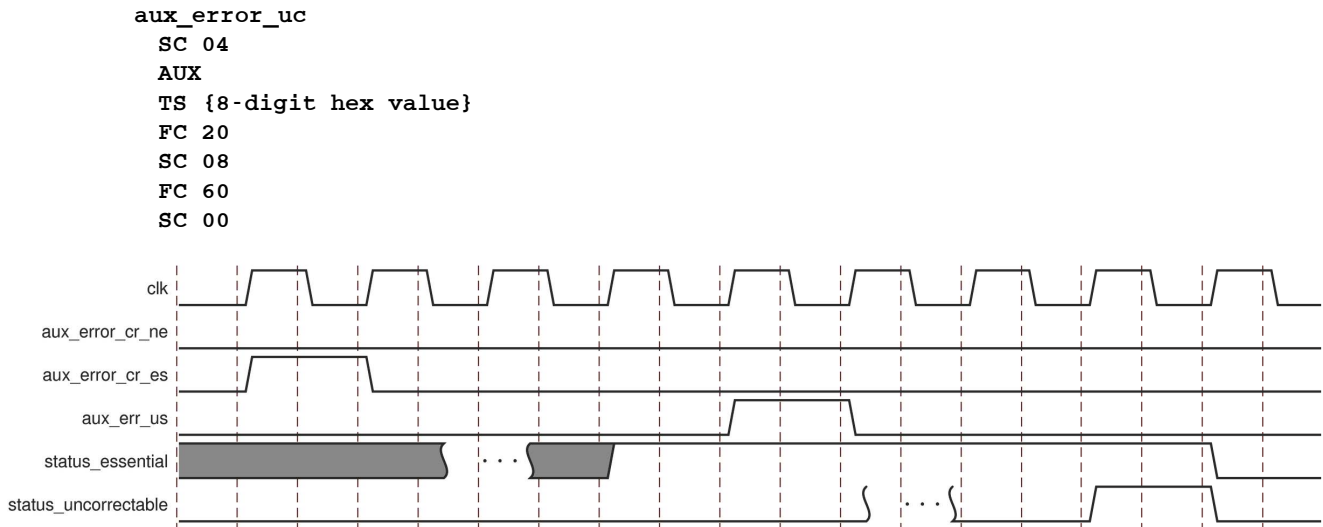 aux_error_uc
SC 04
AUX
TS {8-digit hex value}
FC 20
SC 08
FC 60
SC 00
clk
aux_error_cr_ne
aux_error_cr_es
aux_err_us
status_essential
. . .
status_uncorrectable
. . .